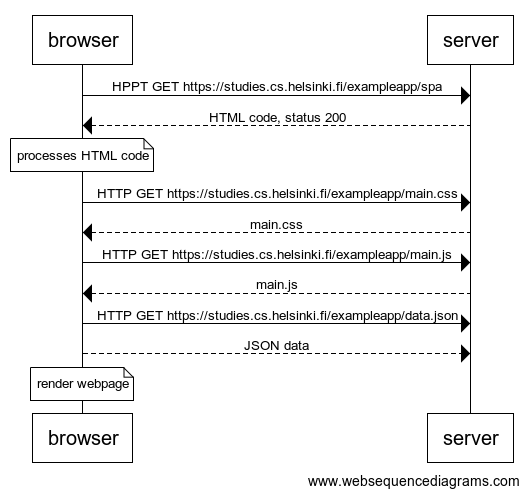 browser
server
HPPT GET https://studies.cs.helsinki.fi/exampleapp/spa
HTML code, status 200
processes HTML code
HTTP GET https://studies.cs.helsinki.fi/exampleapp/main.css
main.css
HTTP GET https://studies.cs.helsinki.fi/exampleapp/main.js
main.js
HTTP GET https://studies.cs.helsinki.fi/exampleapp/data.json
JSON data
render webpage
browser
server
www.websequencediagrams.com